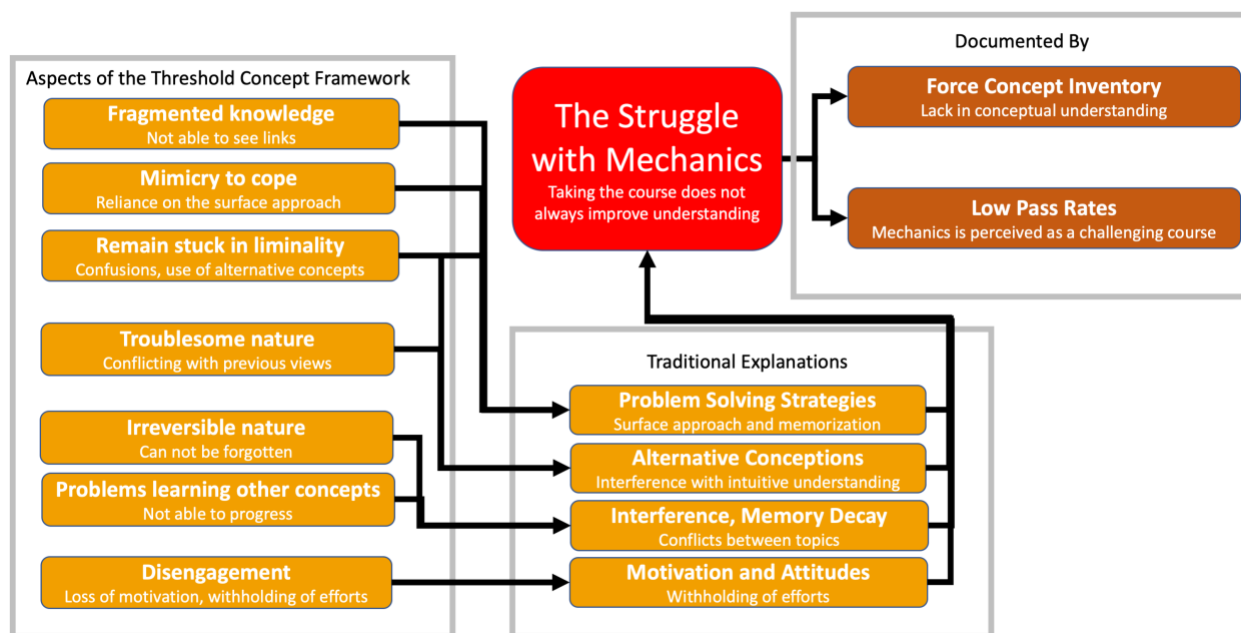 Aspects of the Threshold Concept Framework
Fragmented knowledge
Not able to see links
Mimicry to cope
Reliance on the surface approach
Remain stuck in liminality
Confusions, use of alternative concepts
Troublesome nature
Conflicting with previous views
Irreversible nature
Can not be forgotten
Problems learning other concepts
Not able to progress
Disengagement
Loss of motivation, withholding of efforts
The Struggle
with Mechanics
Taking the course does not
always improve understanding
Documented By
Force Concept Inventory
Lack in conceptual understanding
Low Pass Rates
Mechanics is perceived as a challenging course
Traditional Explanations
Problem Solving Strategies
Surface approach and memorization
Alternative Conceptions
Interference with intuitive understanding
Interference, Memory Decay
Conflicts between topics
Motivation and Attitudes
Withholding of efforts